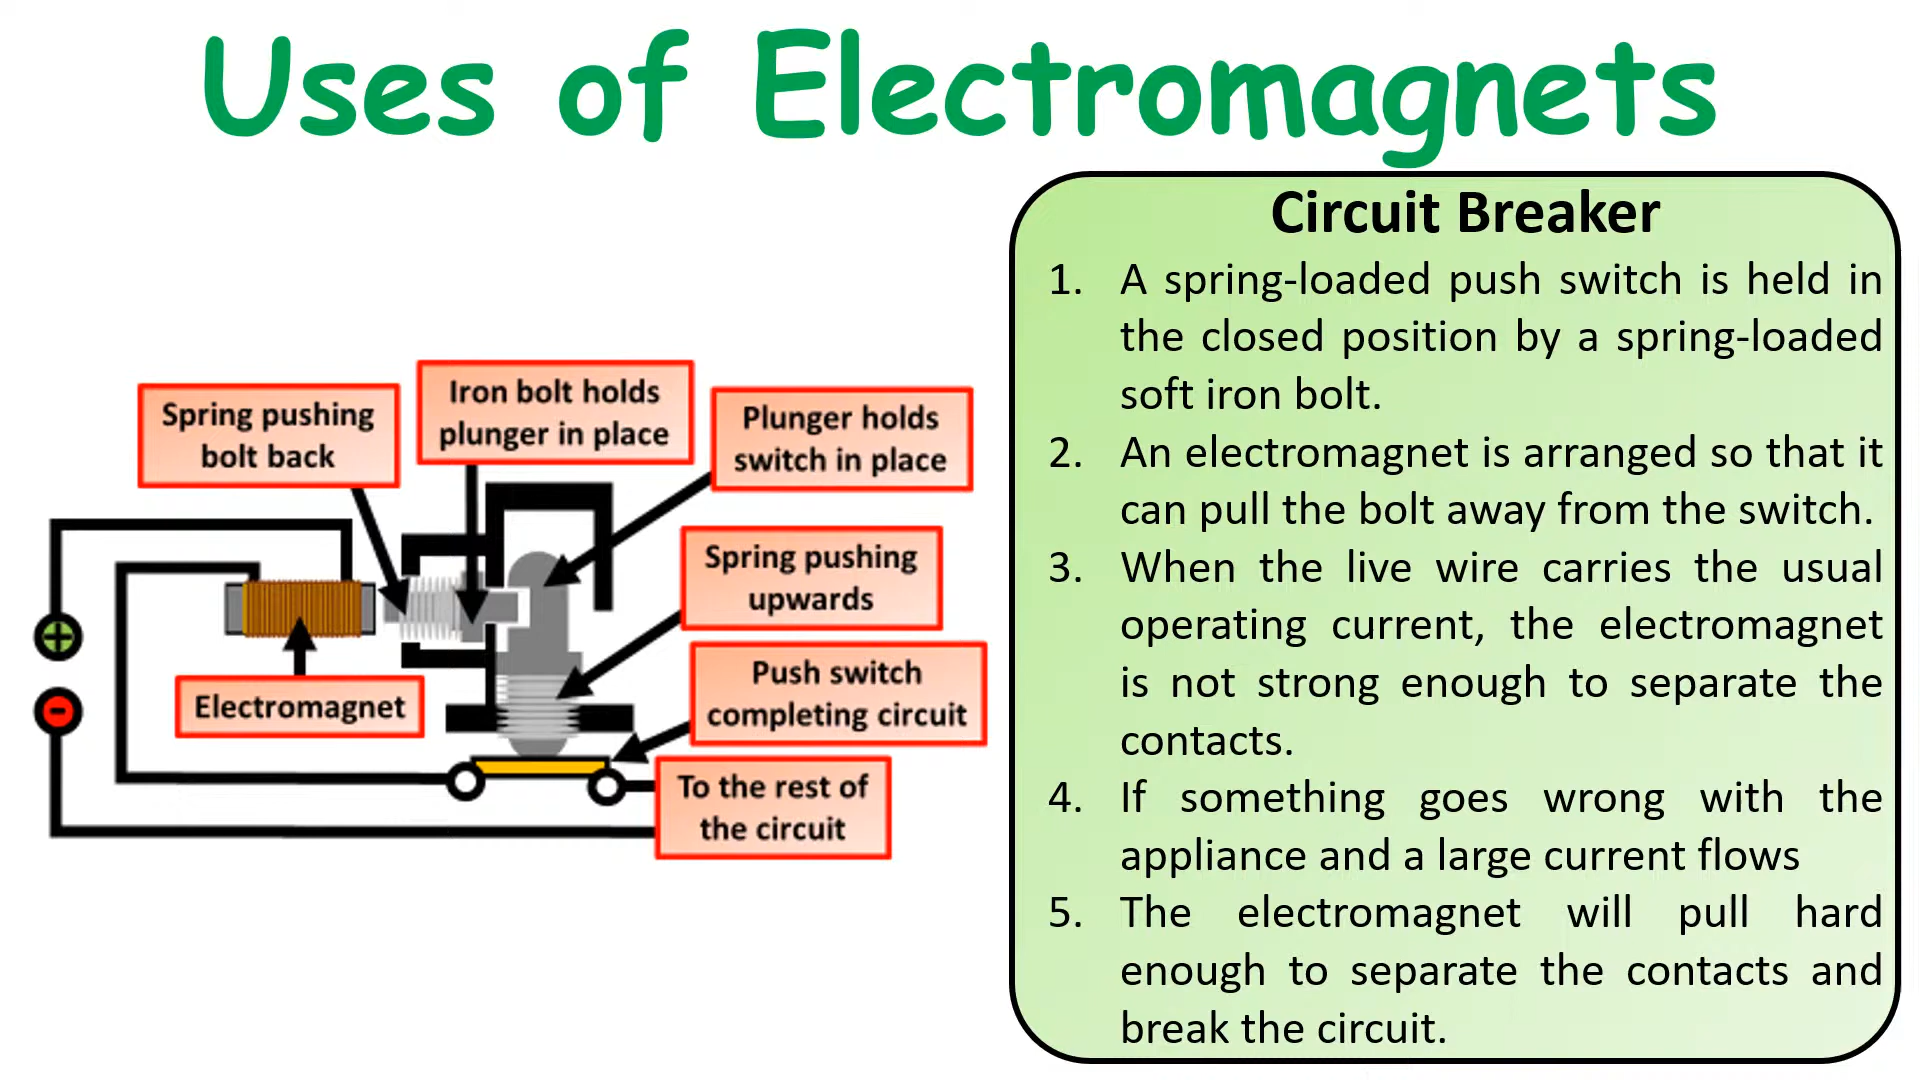 Uses of Electromagnets
Spring pushing
bolt back
Iron bolt holds
plunger in place
Plunger holds
switch in place
Spring pushing
upwards
Push switch
completing circuit
Electromagnet
+
-
To the rest of
the circuit
Circuit Breaker
1. A spring-loaded push switch is held in
the closed position by a spring-loaded
soft iron bolt.
2. An electromagnet is arranged so that it
can pull the bolt away from the switch.
3. When the live wire carries the usual
operating current, the electromagnet
is not strong enough to separate the
contacts.
4. If something goes wrong with the
appliance and a large current flows
5. The electromagnet will pull hard
enough to separate the contacts and
break the circuit.